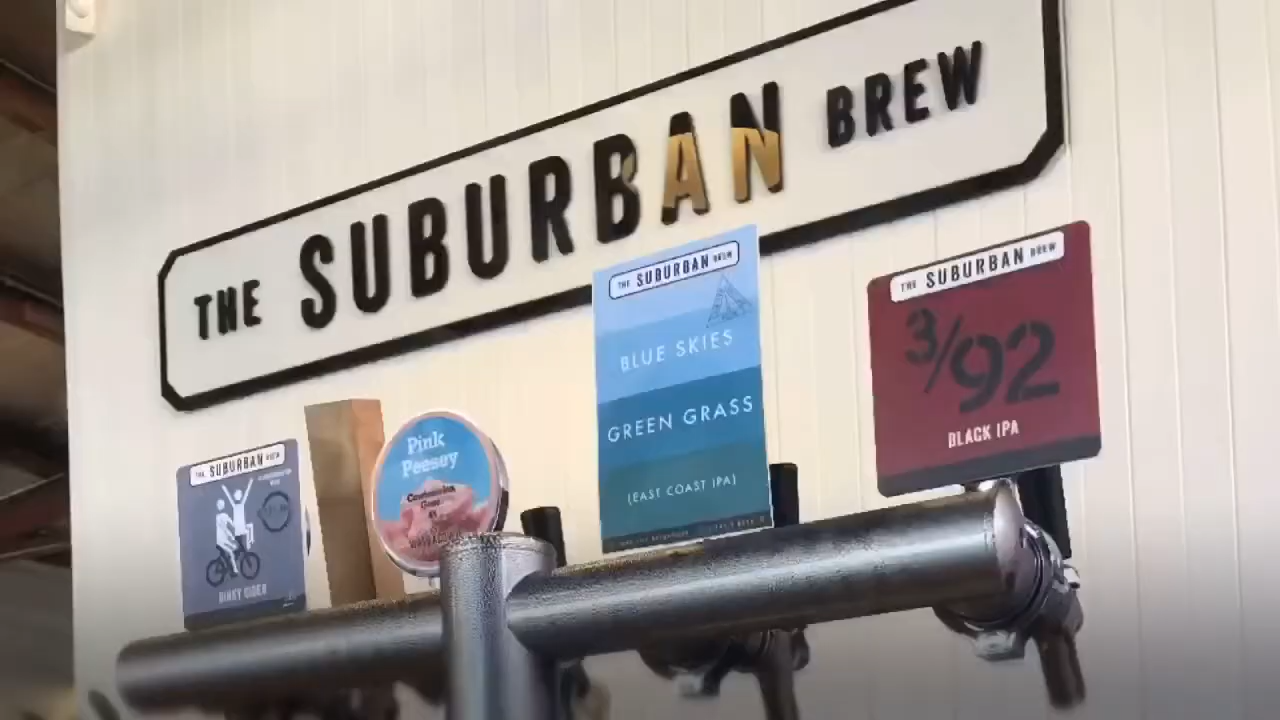 THE SUBURBAN BREW
THE SUBURBAN BREW
DINKY CIDER
Pink
Peesey
THE SUBURBAN BREW
BLUE SKIES
GREEN GRASS
(EAST COAST IPA)
THE SUBURBAN BREW
3/92
BLACK IPA